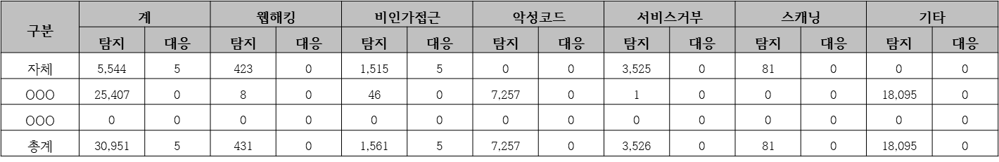 구분 계 웹해킹 비인가접근 악성코드 서비스거부 스캐닝 기타
탐지 대응 탐지 대응 탐지 대응 탐지 대응 탐지 대응 탐지 대응 탐지 대응
자체 5,544 5 423 0 1,515 5 0 0 3,525 0 81 0 0 0
OOO 25,407 0 8 0 46 0 7,257 0 1 0 0 0 18,095 0
OOO 0 0 0 0 0 0 0 0 0 0 0 0 0 0
총계 30,951 5 431 0 1,561 5 7,257 0 3,526 0 81 0 18,095 0